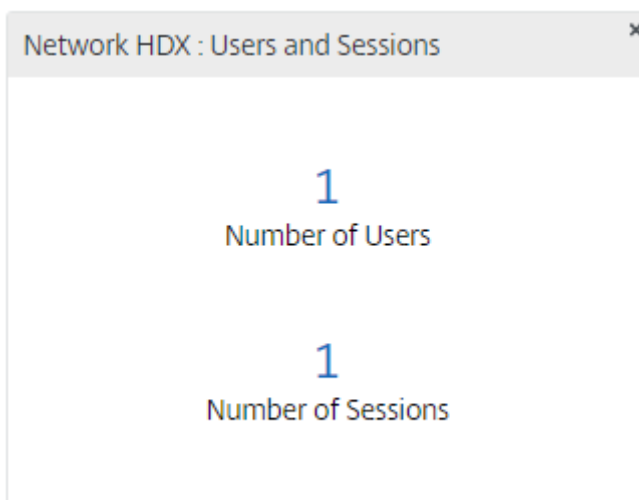 Network HDX : Users and Sessions
1
Number of Users
1
Number of Sessions